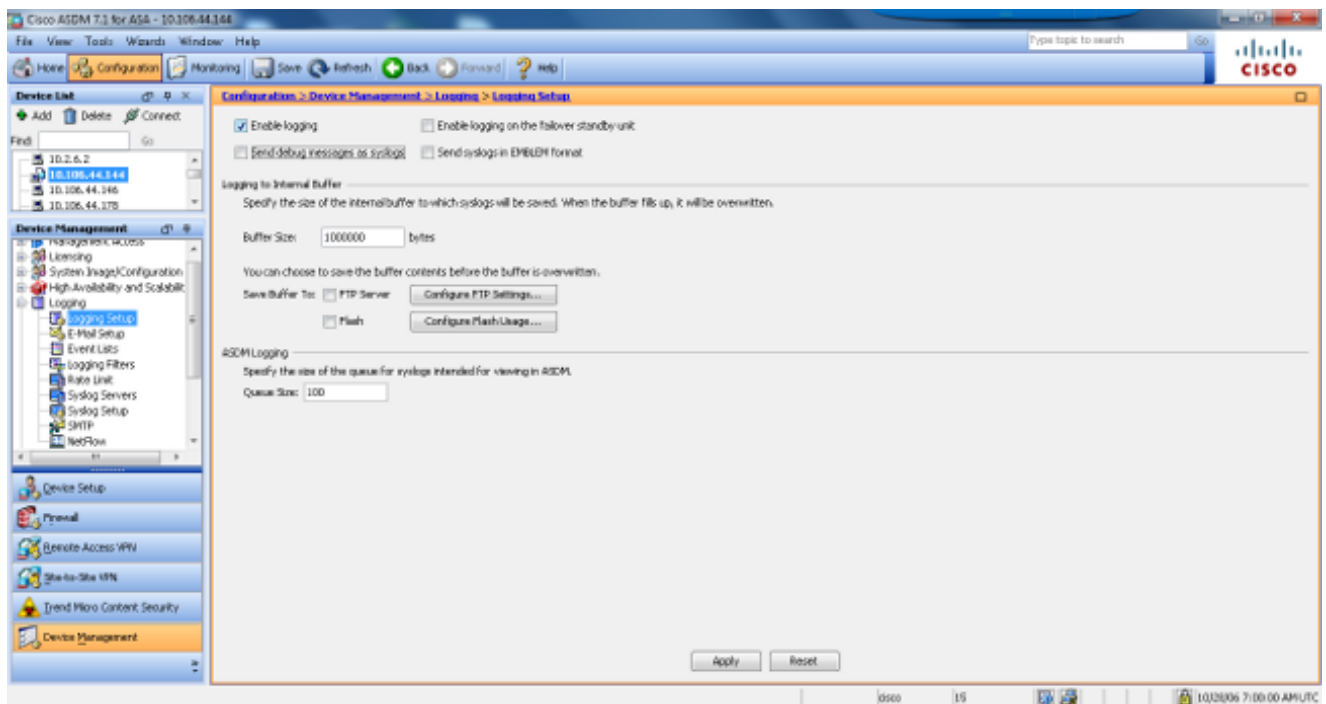 Cisco ASDM 7.1 for ASA - 10.106.44.144
File View Tools Wizards Window Help
Type topic to search Go
Home Configuration Monitoring Save Refresh Back Forward Help
CISCO
Device List
Add Delete Connect
Find: Go
10.2.6.2
10.106.44.144
10.106.44.146
10.106.44.178
Device Management
Management Access
Licensing
System Image/Configuration
High Availability and Scalabilit
Logging
Logging Setup
E-Mail Setup
Event Lists
Logging Filters
Rate Limit
Syslog Servers
Syslog Setup
SMTP
NetFlow
Device Setup
Firewall
Remote Access VPN
Site-to-Site VPN
Trend Micro Content Security
Device Management
Configuration > Device Management > Logging > Logging Setup
Enable logging Enable logging on the failover standby unit
Send debug messages as syslogs Send syslogs in EMBLEM format
Logging to Internal Buffer
Specify the size of the internal buffer to which syslogs will be saved. When the buffer fills up, it will be overwritten.
Buffer Size: 1000000 bytes
You can choose to save the buffer contents before the buffer is overwritten.
Save Buffer To: FTP Server Configure FTP Settings...
Flash Configure Flash Usage...
ASDM Logging
Specify the size of the queue for syslogs intended for viewing in ASDM.
Queue Size: 100
Apply Reset
cisco 15 10/28/06 7:00:00 AM UTC